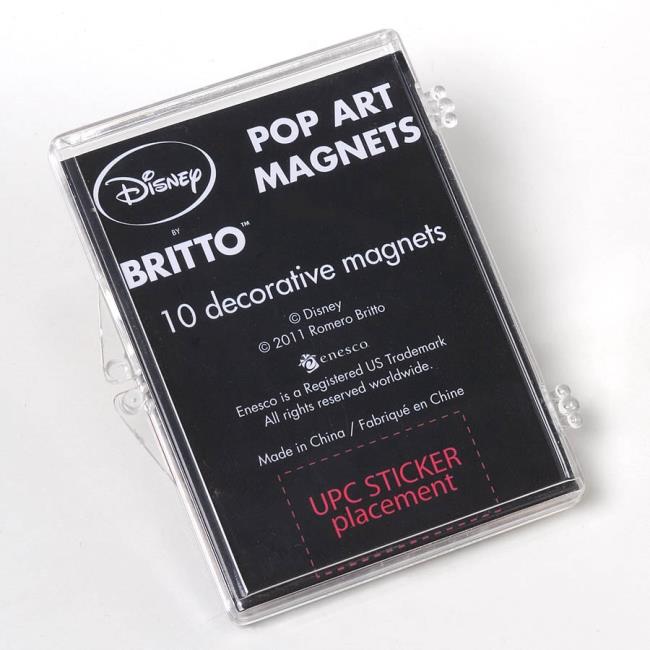 POP ART
MAGNETS
Disney
BY
BRITTO™
10 decorative magnets
© Disney
© 2011 Romero Britto
enesco
Enesco is a Registered US Trademark
All rights reserved worldwide.
Made in China / Fabriqué en Chine
UPC STICKER
placement